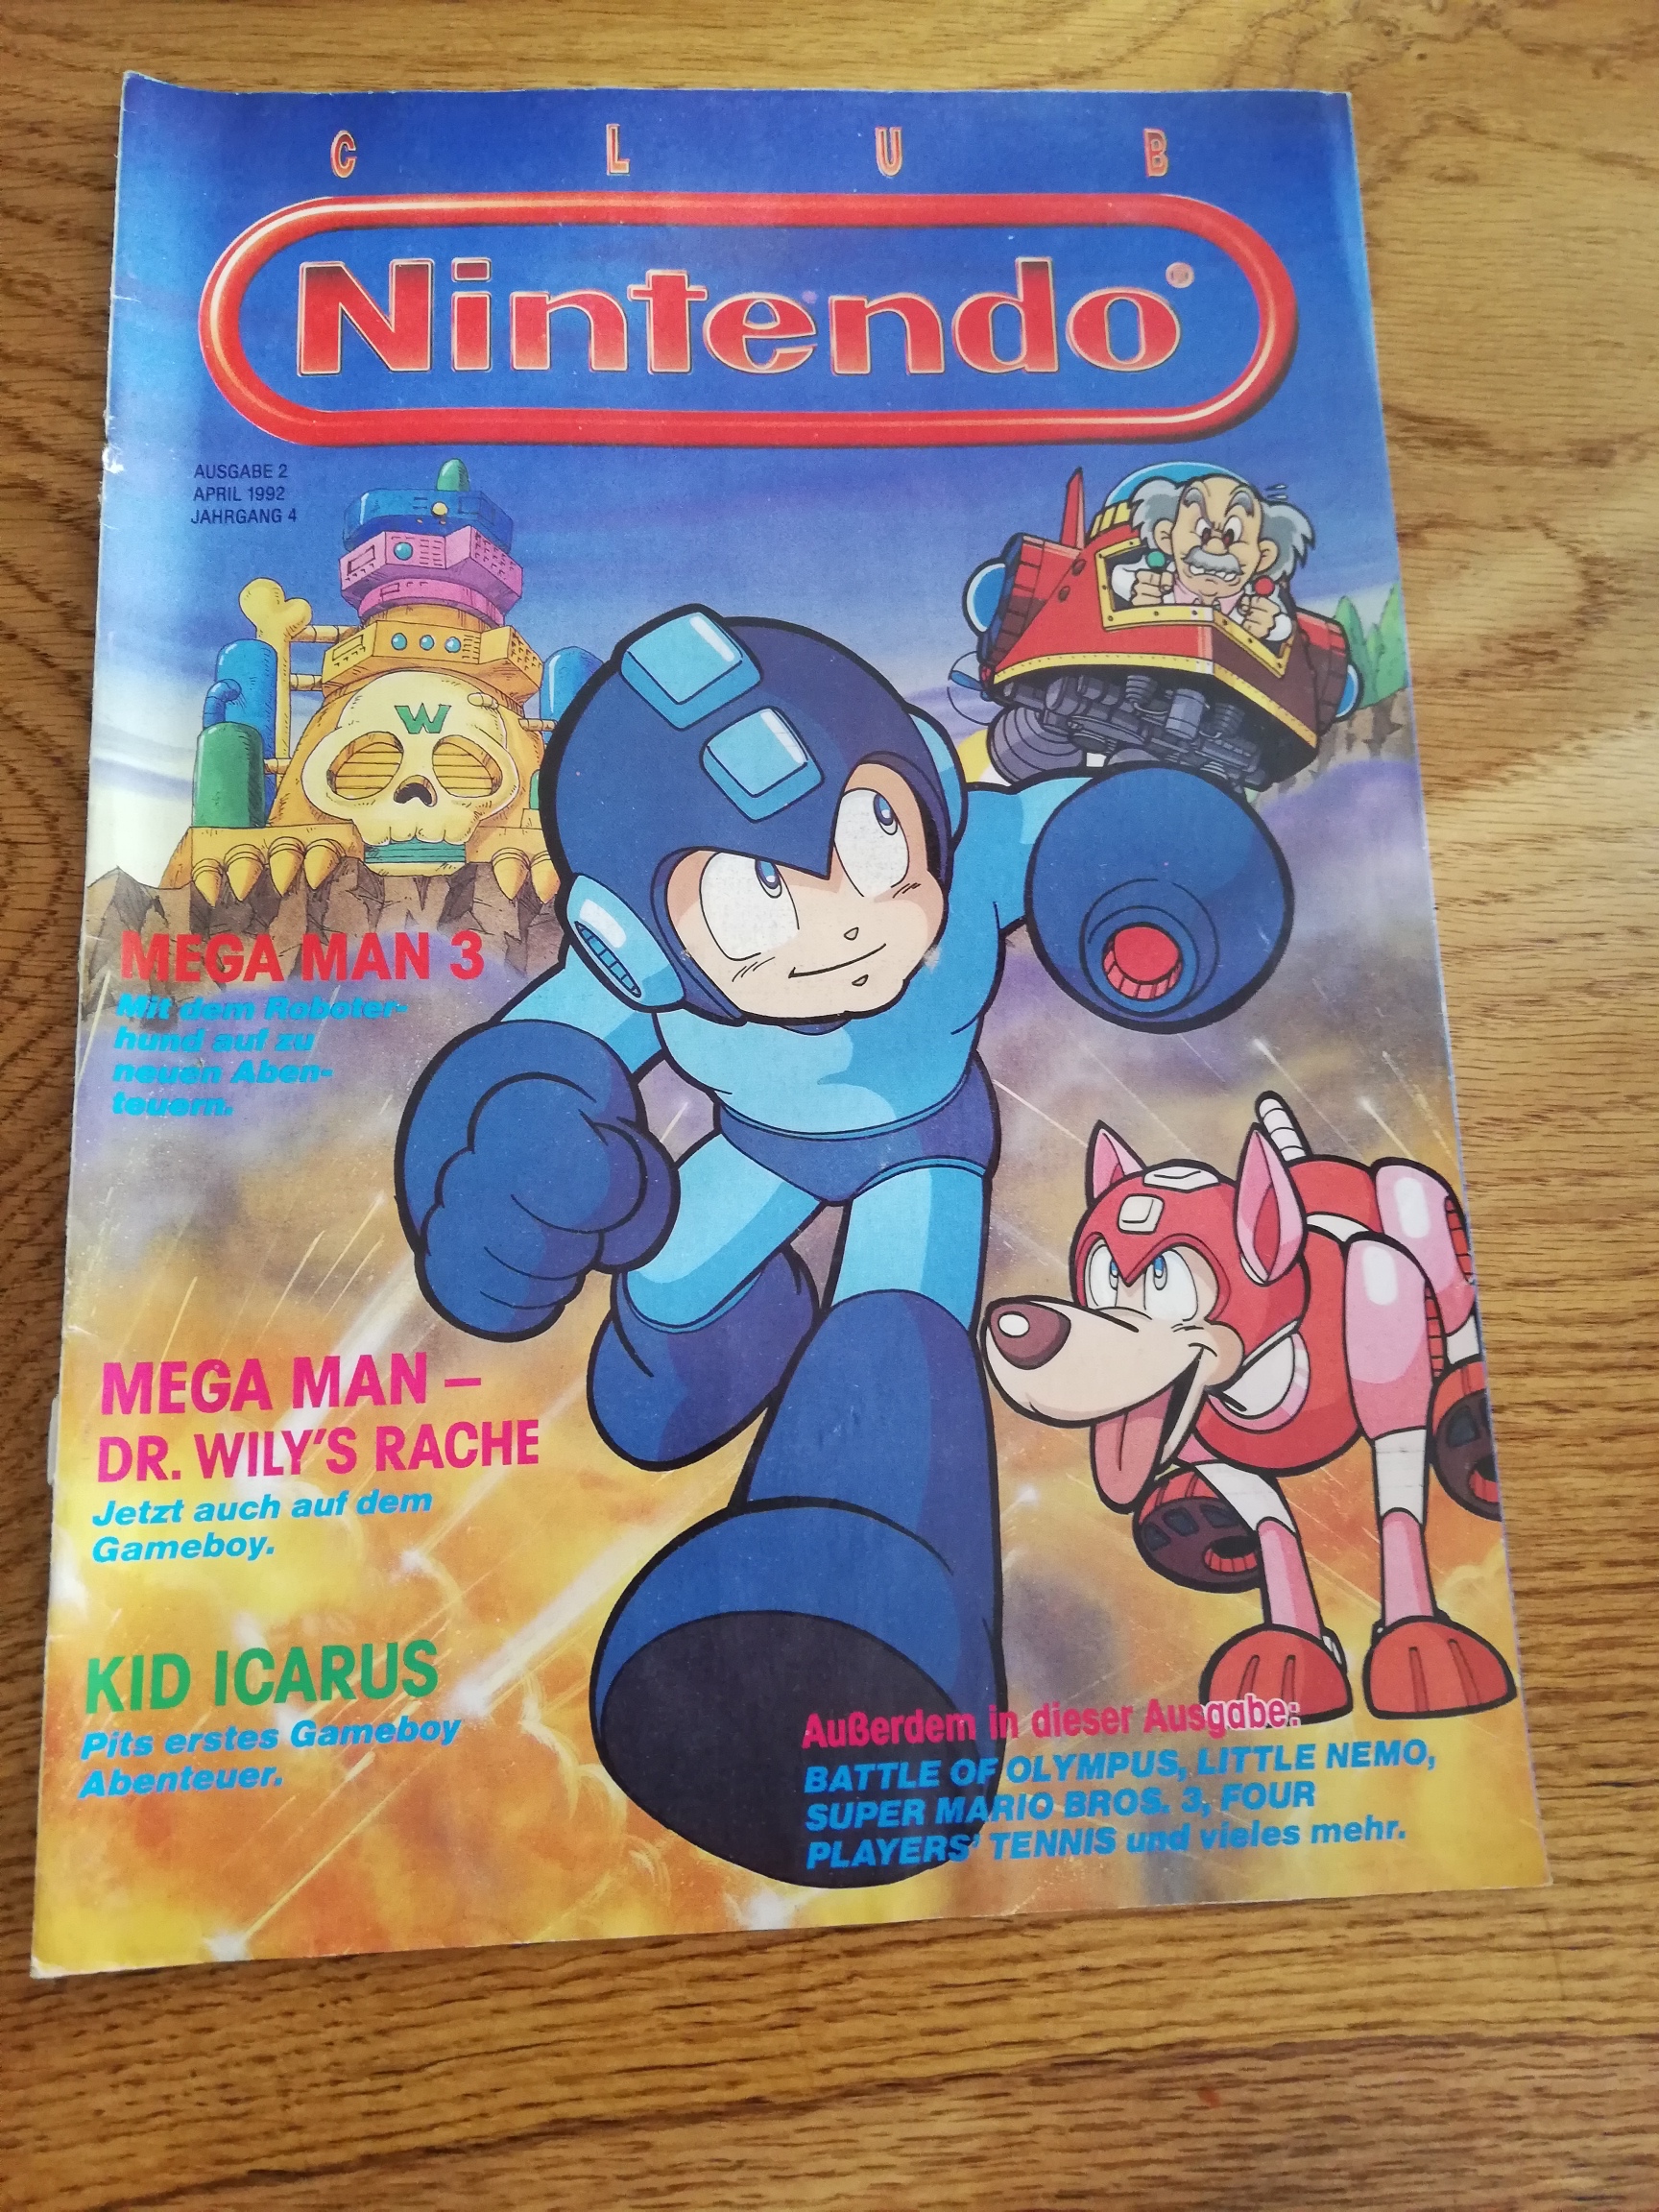 CLUB
Nintendo®
AUSGABE 2
APRIL 1992
JAHRGANG 4
W
MEGA MAN 3
Mit dem Roboter-
hund auf zu
neuen Aben-
teuern.
MEGA MAN –
DR. WILY'S RACHE
Jetzt auch auf dem
Gameboy.
KID ICARUS
Pits erstes Gameboy
Abenteuer.
Außerdem in dieser Ausgabe:
BATTLE OF OLYMPUS, LITTLE NEMO,
SUPER MARIO BROS. 3, FOUR
PLAYERS' TENNIS und vieles mehr.